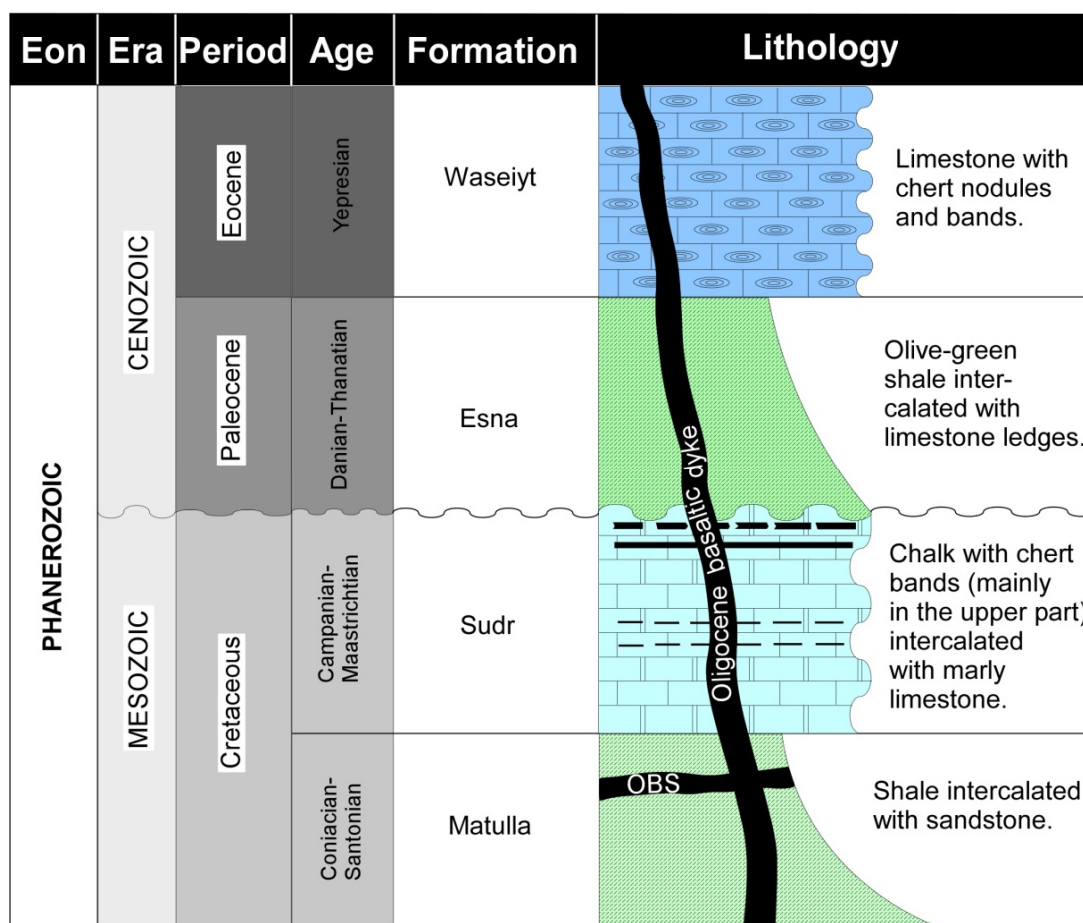 Eon Era Period Age Formation Lithology
PHANEROZOIC
CENOZOIC
MESOZOIC
Eocene
Paleocene
Cretaceous
Yepresian
Danian-Thanatian
Campanian-
Maastrichtian
Coniacian-
Santonian
Waseiyt
Esna
Sudr
Matulla
Oligocene basaltic dyke
OBS
Limestone with
chert nodules
and bands.
Olive-green
shale inter-
calated with
limestone ledges.
Chalk with chert
bands (mainly
in the upper part)
intercalated
with marly
limestone.
Shale intercalated
with sandstone.